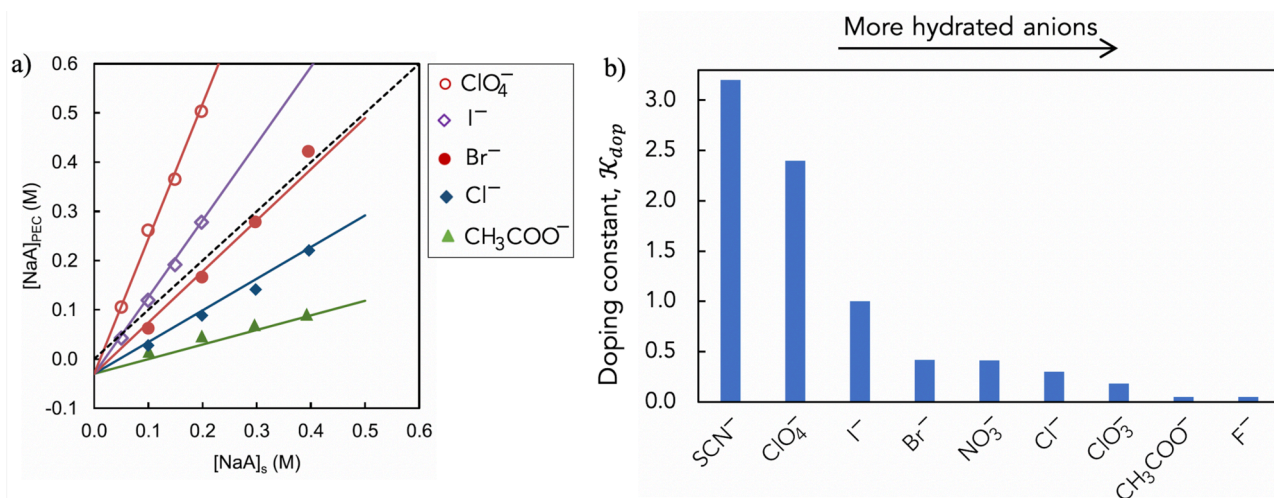 a)
[NaA]PEC (M)
0.6
0.5
0.4
0.3
0.2
0.1
0.0
-0.1
0.0 0.1 0.2 0.3 0.4 0.5 0.6
[NaA]s (M)
ClO4−
I−
Br−
Cl−
CH3COO−
b)
More hydrated anions
Doping constant, 𝒦dop
3.0
2.5
2.0
1.5
1.0
0.5
0.0
SCN− ClO4− I− Br− NO3− Cl− ClO3− CH3COO− F−